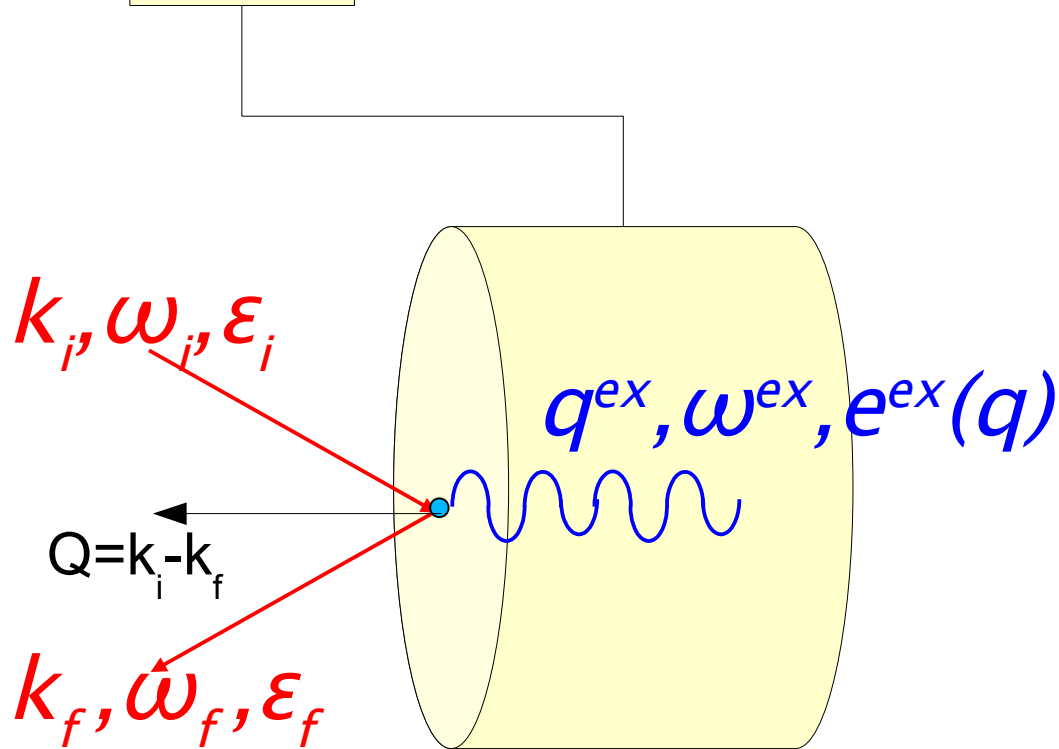 k_i,ω_i,ε_i
q^ex,ω^ex,e^ex(q)
Q=k_i-k_f
k_f,ω_f,ε_f